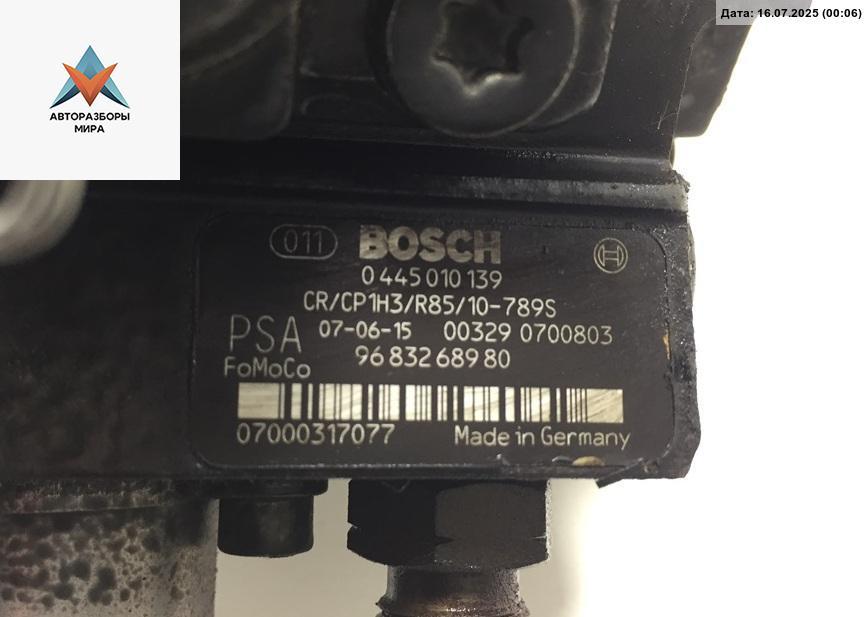 Дата: 16.07.2025 (00:06)
АВТОРАЗБОРЫ
МИРА
011 BOSCH
0 445 010 139
CR/CP1H3/R85/10-789S
PSA 07-06-15 00329 0700803
FoMoCo 96 832 689 80
07000317077 Made in Germany